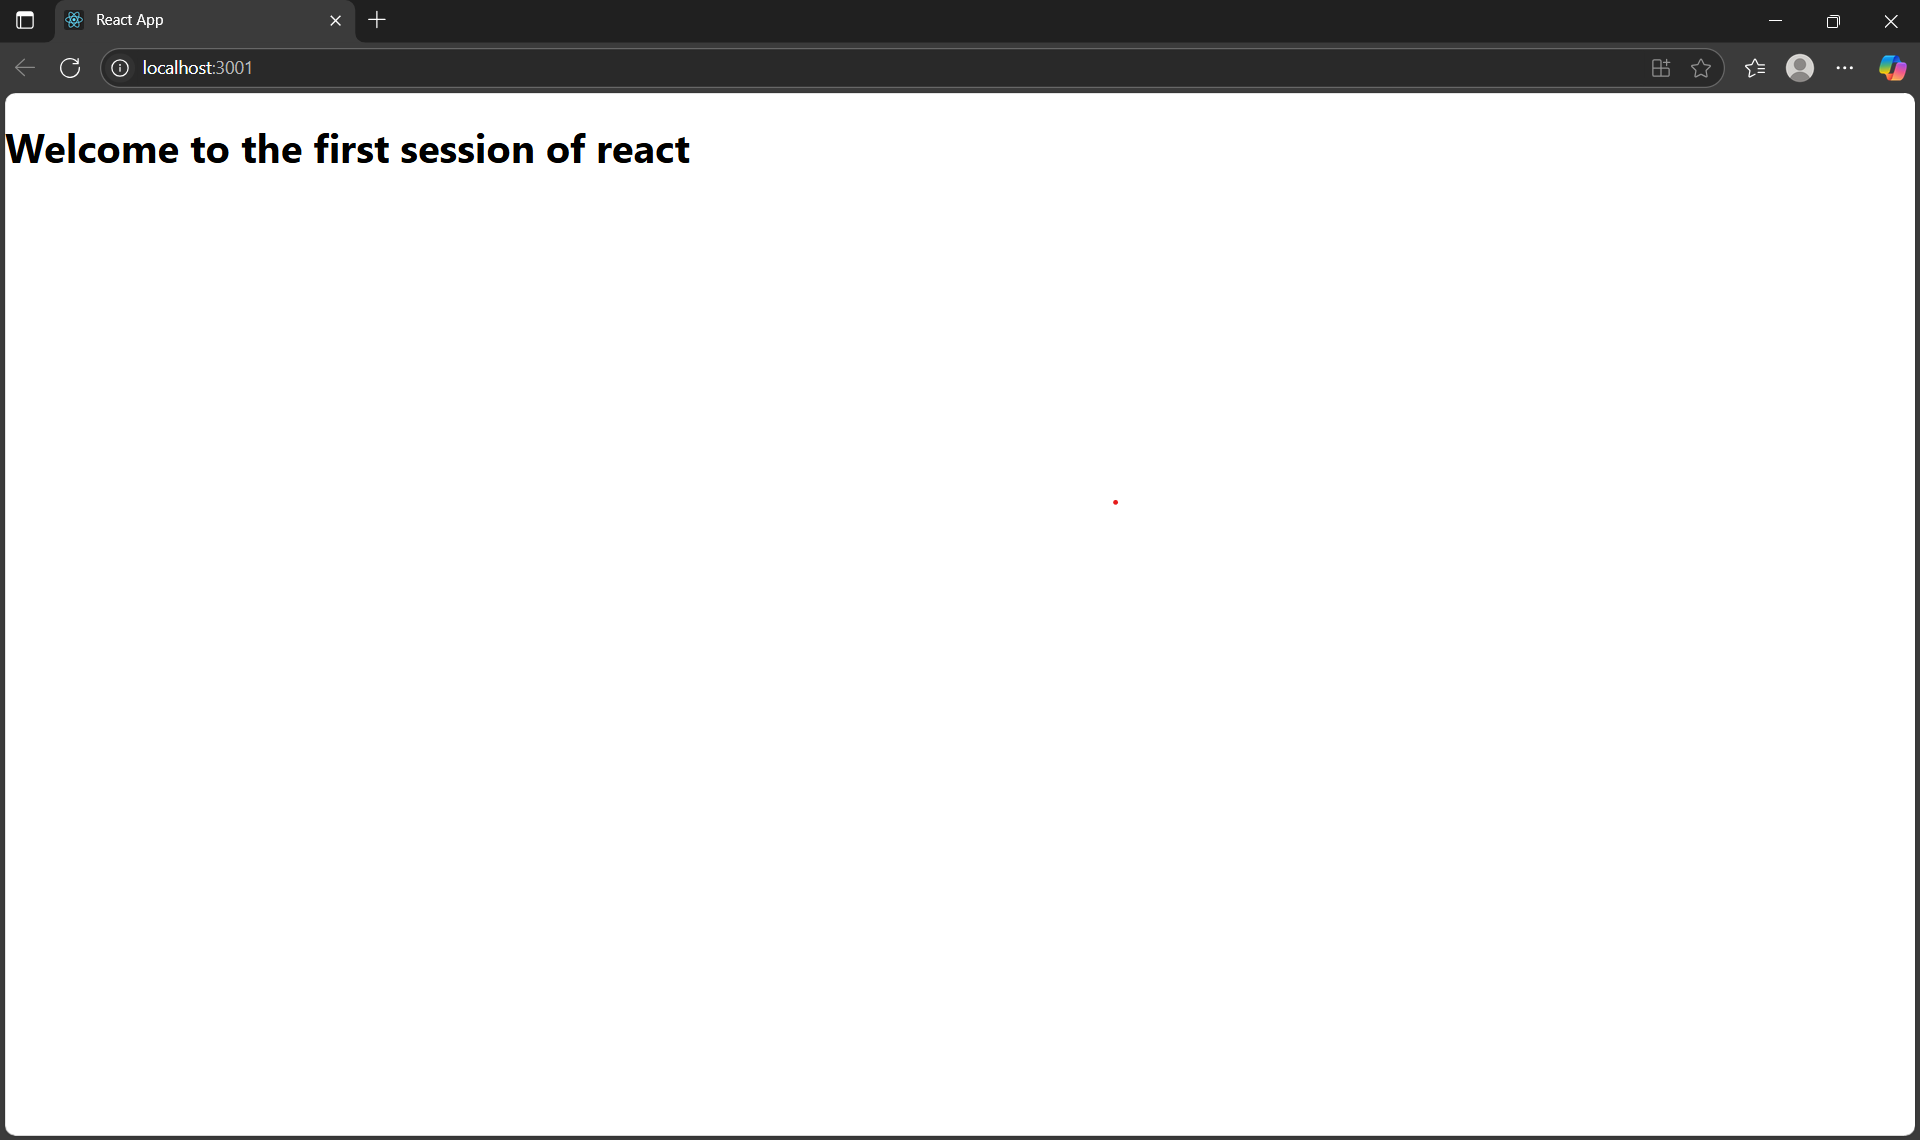 React App
localhost:3001
Welcome to the first session of react